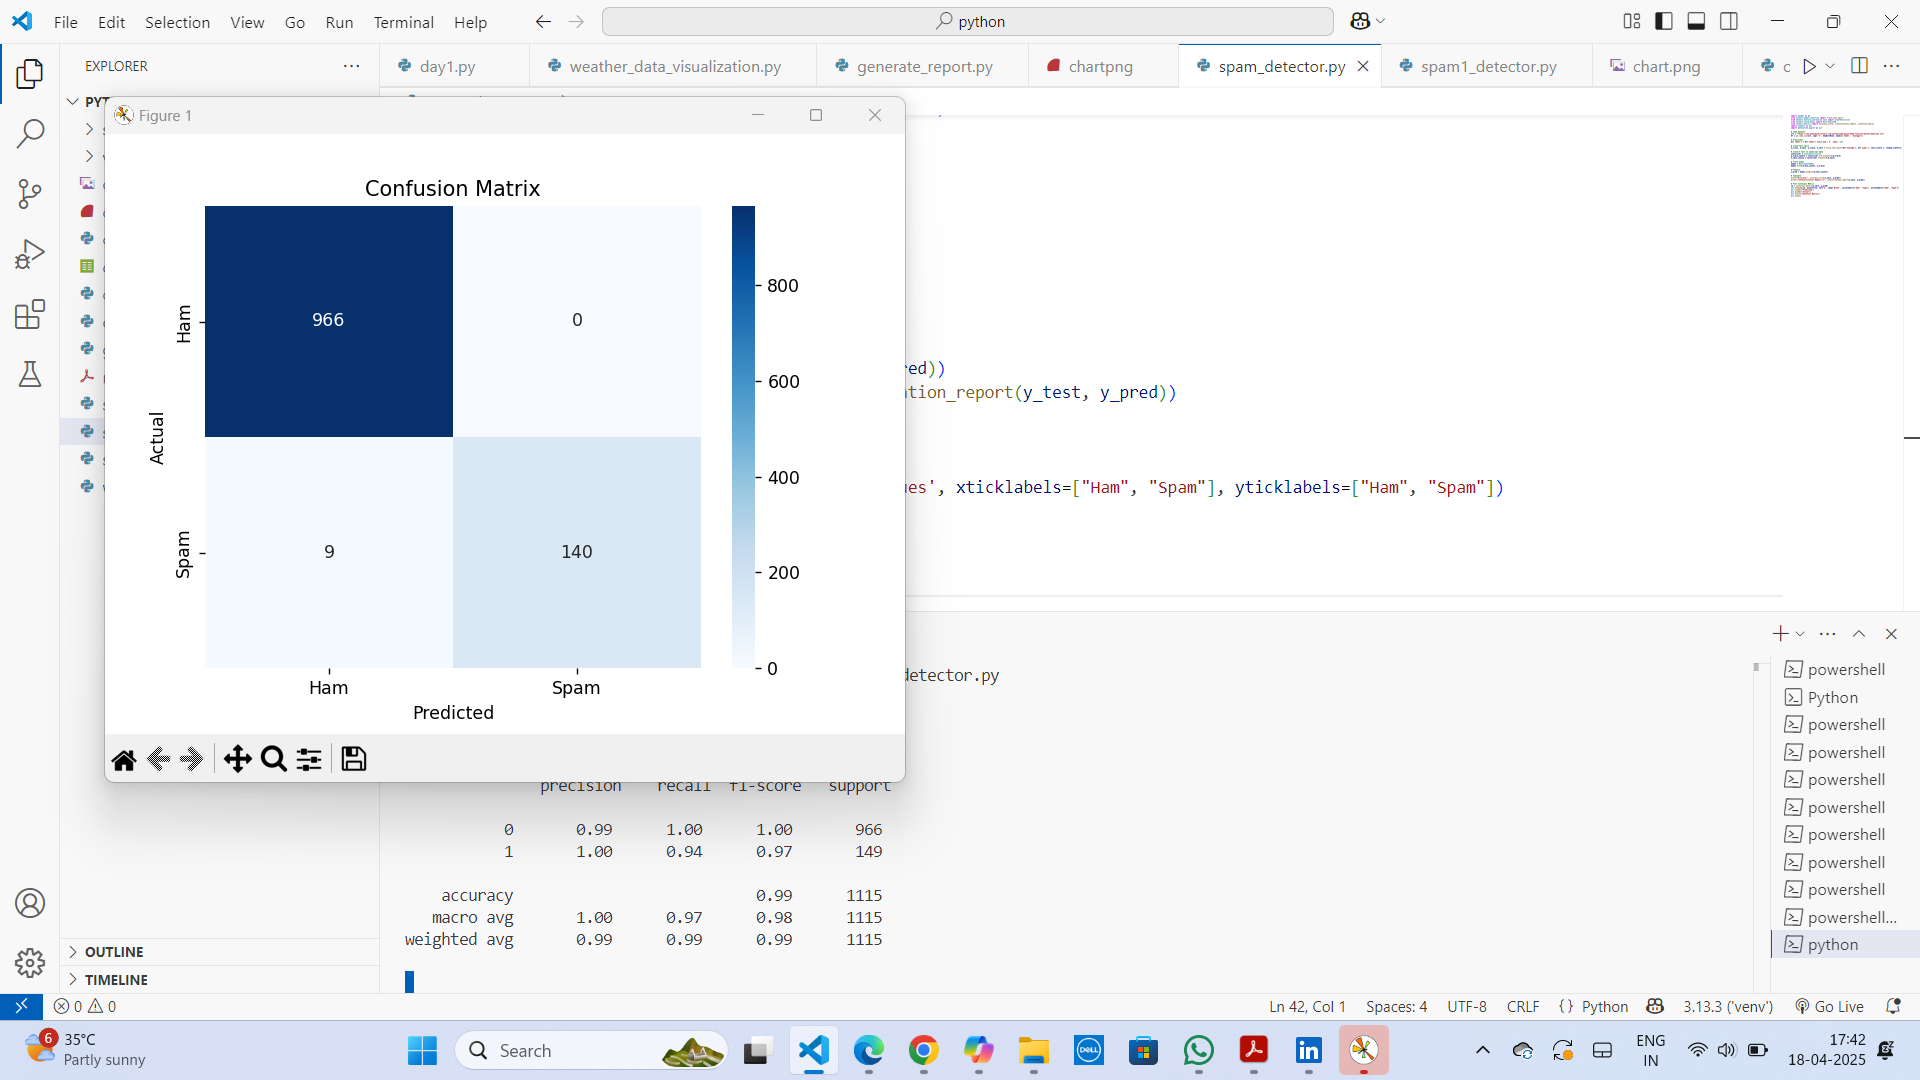 File Edit Selection View Go Run Terminal Help
python
EXPLORER
day1.py
weather_data_visualization.py
generate_report.py
chartpng
spam_detector.py
spam1_detector.py
chart.png
c
PYT
Figure 1
Confusion Matrix
966
0
9
140
Ham
Spam
Actual
Ham
Spam
Predicted
800
600
400
200
0
red))
ation_report(y_test, y_pred))
ues', xticklabels=["Ham", "Spam"], yticklabels=["Ham", "Spam"])
detector.py
precision recall f1-score support
0 0.99 1.00 1.00 966
1 1.00 0.94 0.97 149
accuracy 0.99 1115
macro avg 1.00 0.97 0.98 1115
weighted avg 0.99 0.99 0.99 1115
powershell
Python
powershell
powershell
powershell
powershell
powershell
powershell
powershell
powershell...
python
OUTLINE
TIMELINE
0 0
Ln 42, Col 1 Spaces: 4 UTF-8 CRLF {} Python 3.13.3 ('venv') Go Live
6
35°C
Partly sunny
Search
DELL
ENG
IN
17:42
18-04-2025